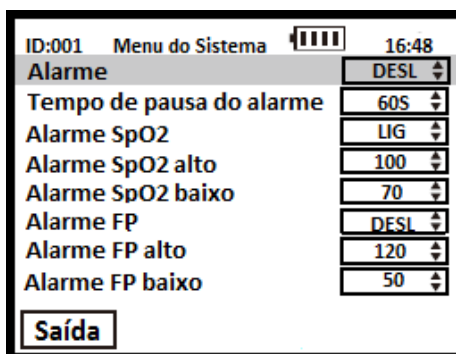 ID:001 Menu do Sistema 16:48
Alarme DESL
Tempo de pausa do alarme 60S
Alarme SpO2 LIG
Alarme SpO2 alto 100
Alarme SpO2 baixo 70
Alarme FP DESL
Alarme FP alto 120
Alarme FP baixo 50
Saída